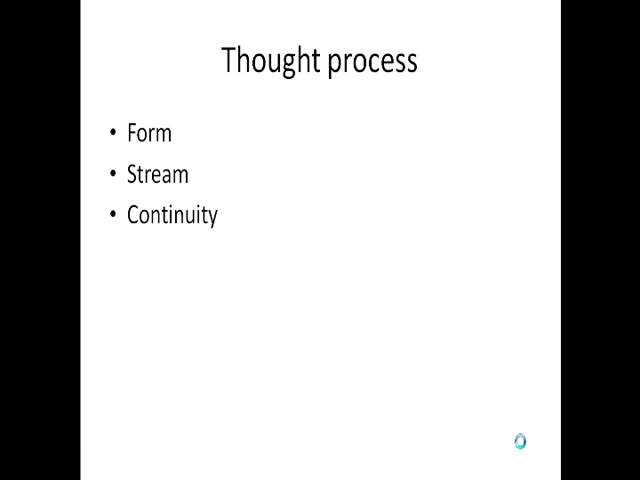 Thought process
• Form
• Stream
• Continuity